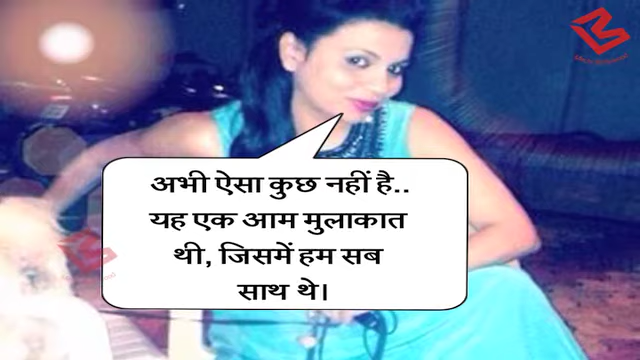 अभी ऐसा कुछ नहीं है..
यह एक आम मुलाकात
थी, जिसमें हम सब
साथ थे।